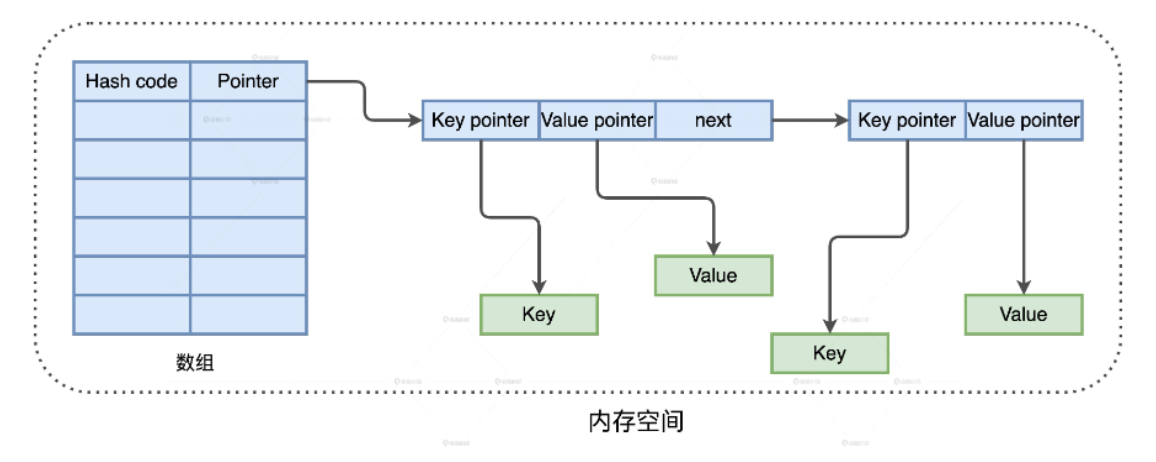 Hash code
Pointer
Key pointer
Value pointer
next
Key pointer
Value pointer
Value
Key
Value
Key
数组
内存空间